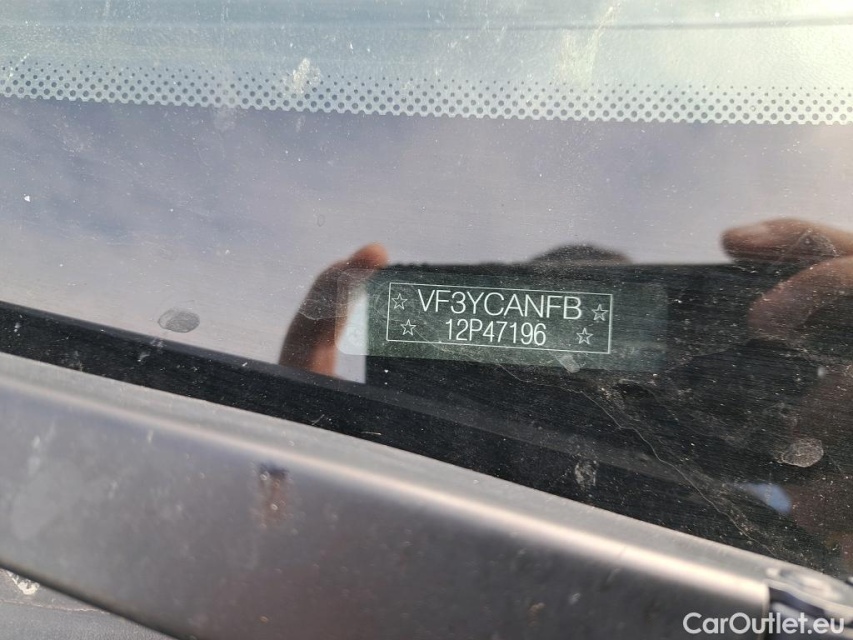 ☆ VF3YCANFB ☆
☆ 12P47196 ☆
CarOutlet.eu